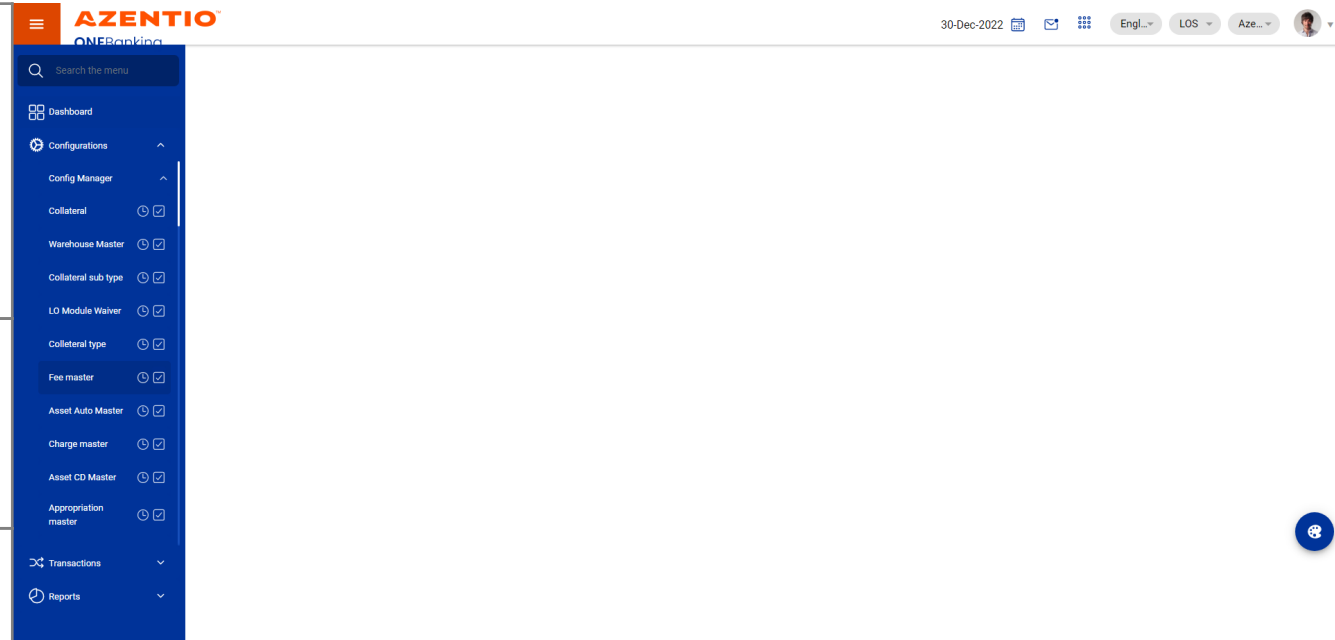 AZENTIO™
ONEBanking
30-Dec-2022
Engl...
LOS
Aze...
Search the menu
Dashboard
Configurations
Config Manager
Collateral
Warehouse Master
Collateral sub type
LO Module Waiver
Colleteral type
Fee master
Asset Auto Master
Charge master
Asset CD Master
Appropriation
master
Transactions
Reports